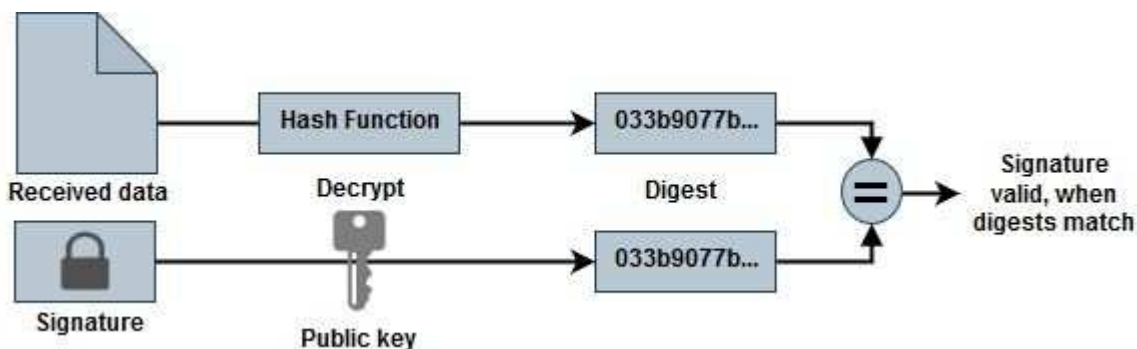 Hash Function
033b9077b...
Received data
Decrypt
Digest
=
Signature
valid, when
digests match
033b9077b...
Signature
Public key